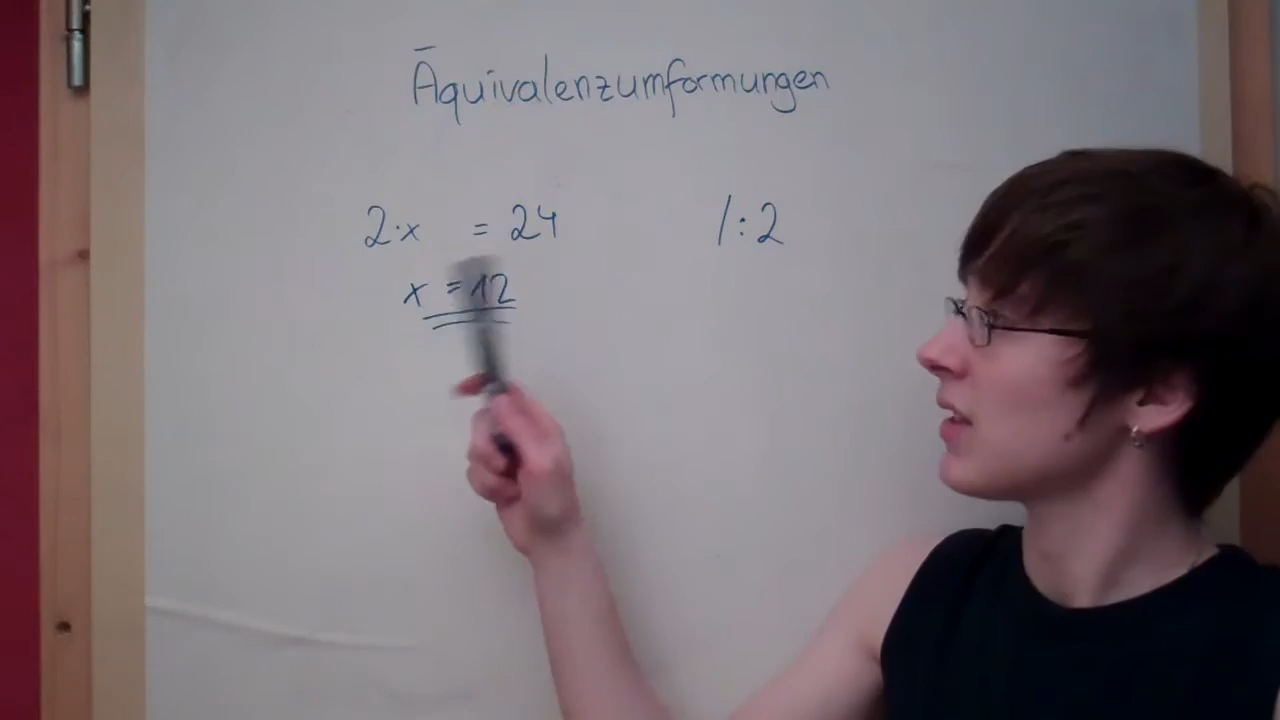 Äquivalenzumformungen
2·x = 24 /:2
x = 12